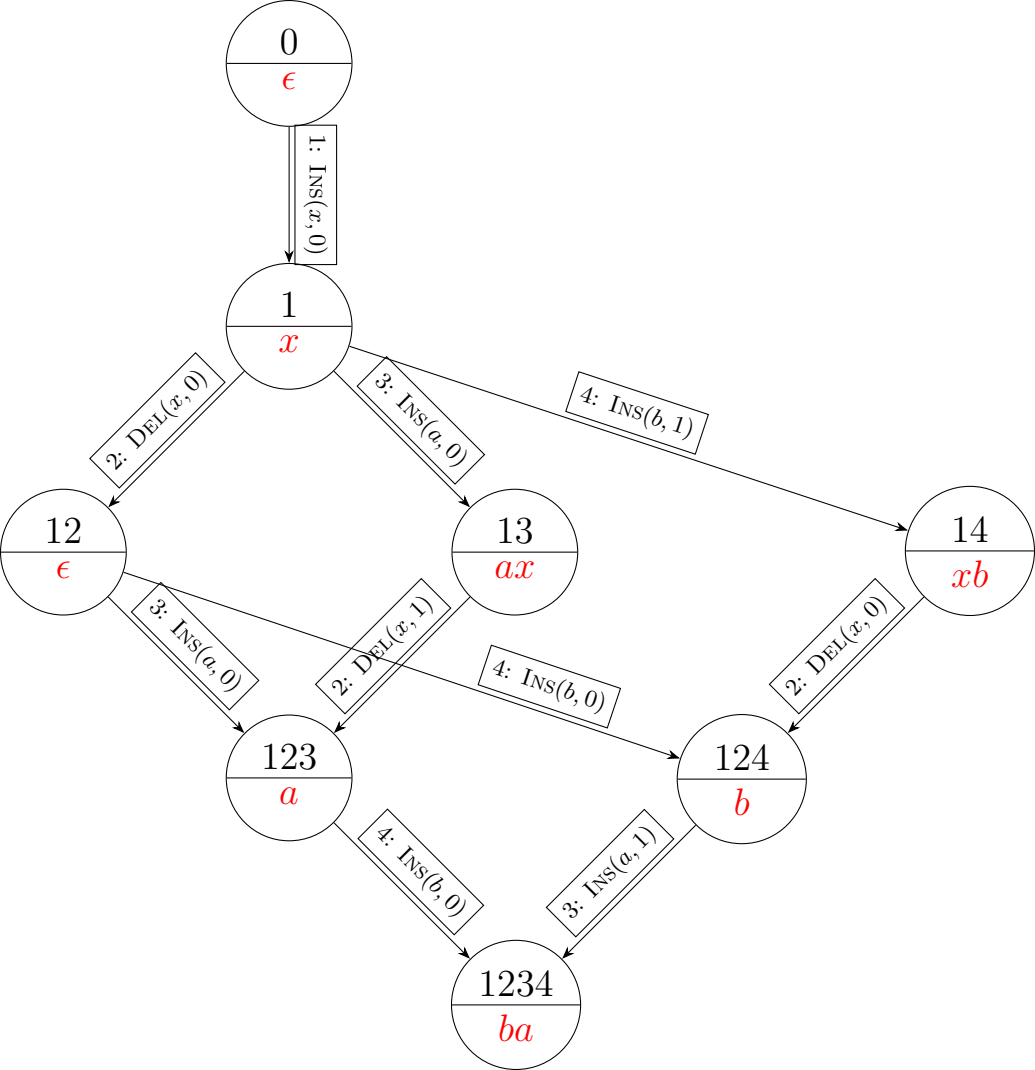 0
ϵ
1: Ins(x, 0)
1
x
2: Del(x, 0)
3: Ins(a, 0)
4: Ins(b, 1)
12
ϵ
13
ax
14
xb
3: Ins(a, 0)
2: Del(x, 1)
4: Ins(b, 0)
2: Del(x, 0)
123
a
124
b
4: Ins(b, 0)
3: Ins(a, 1)
1234
ba